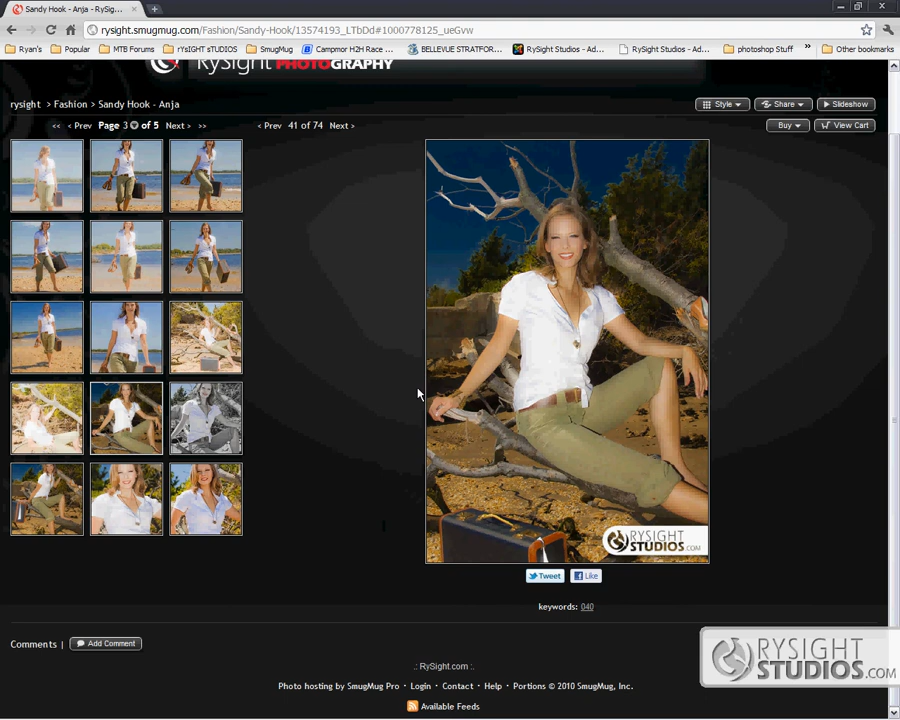 Sandy Hook - Anja - RySig...
rysight.smugmug.com/Fashion/Sandy-Hook/13574193_LTbDd#1000778125_ueGvw
Ryan's Popular MTB Forums rYsIGHT sTUDIOS SmugMug Campmor H2H Race ... BELLEVUE STRATFOR... RySight Studios - Ad... RySight Studios - Ad... photoshop Stuff » Other bookmarks
RYSIGHT PHOTOGRAPHY
rysight > Fashion > Sandy Hook - Anja Style Share Slideshow
<< < Prev Page 3 of 5 Next > >> < Prev 41 of 74 Next > Buy View Cart
RYSIGHT
STUDIOS.COM
Tweet Like
keywords: 040
Comments | Add Comment
RYSIGHT
STUDIOS.COM
.: RySight.com :.
Photo hosting by SmugMug Pro · Login · Contact · Help · Portions © 2010 SmugMug, Inc.
Available Feeds